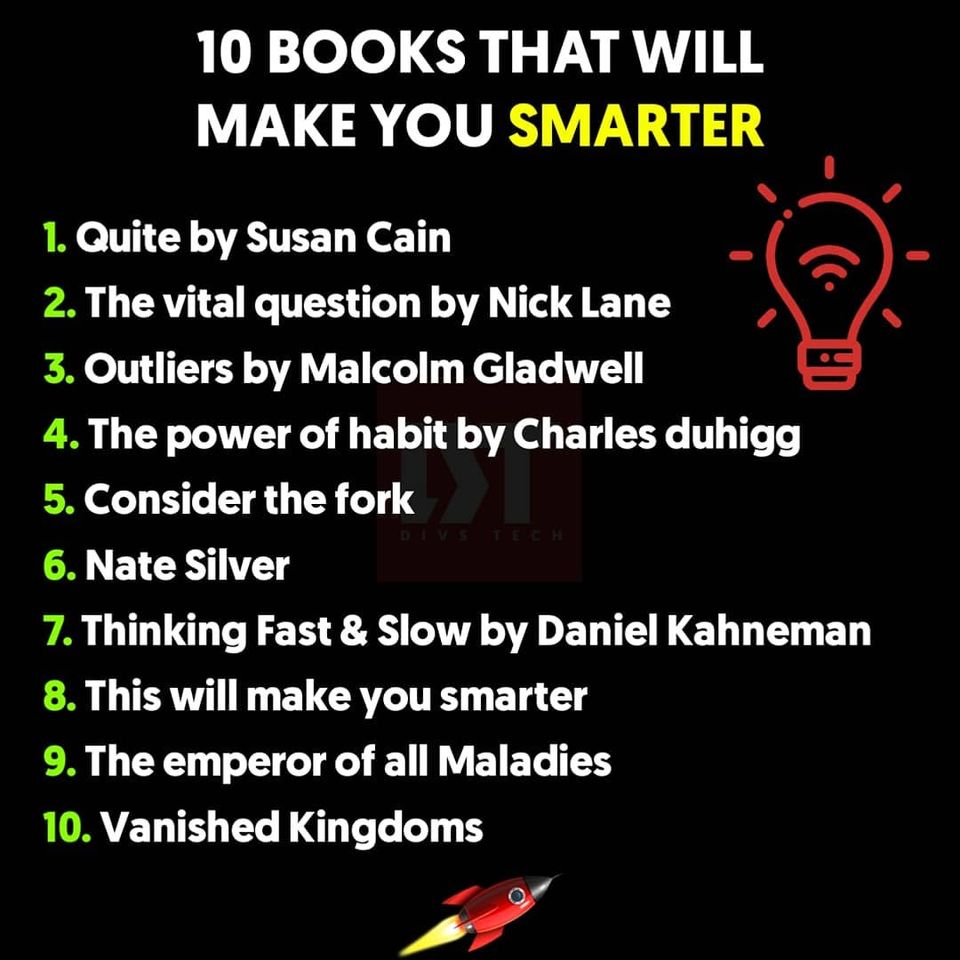 10 BOOKS THAT WILL
MAKE YOU SMARTER
1. Quite by Susan Cain
2. The vital question by Nick Lane
3. Outliers by Malcolm Gladwell
4. The power of habit by Charles duhigg
5. Consider the fork
DIVS TECH
6. Nate Silver
7. Thinking Fast & Slow by Daniel Kahneman
8. This will make you smarter
9. The emperor of all Maladies
10. Vanished Kingdoms